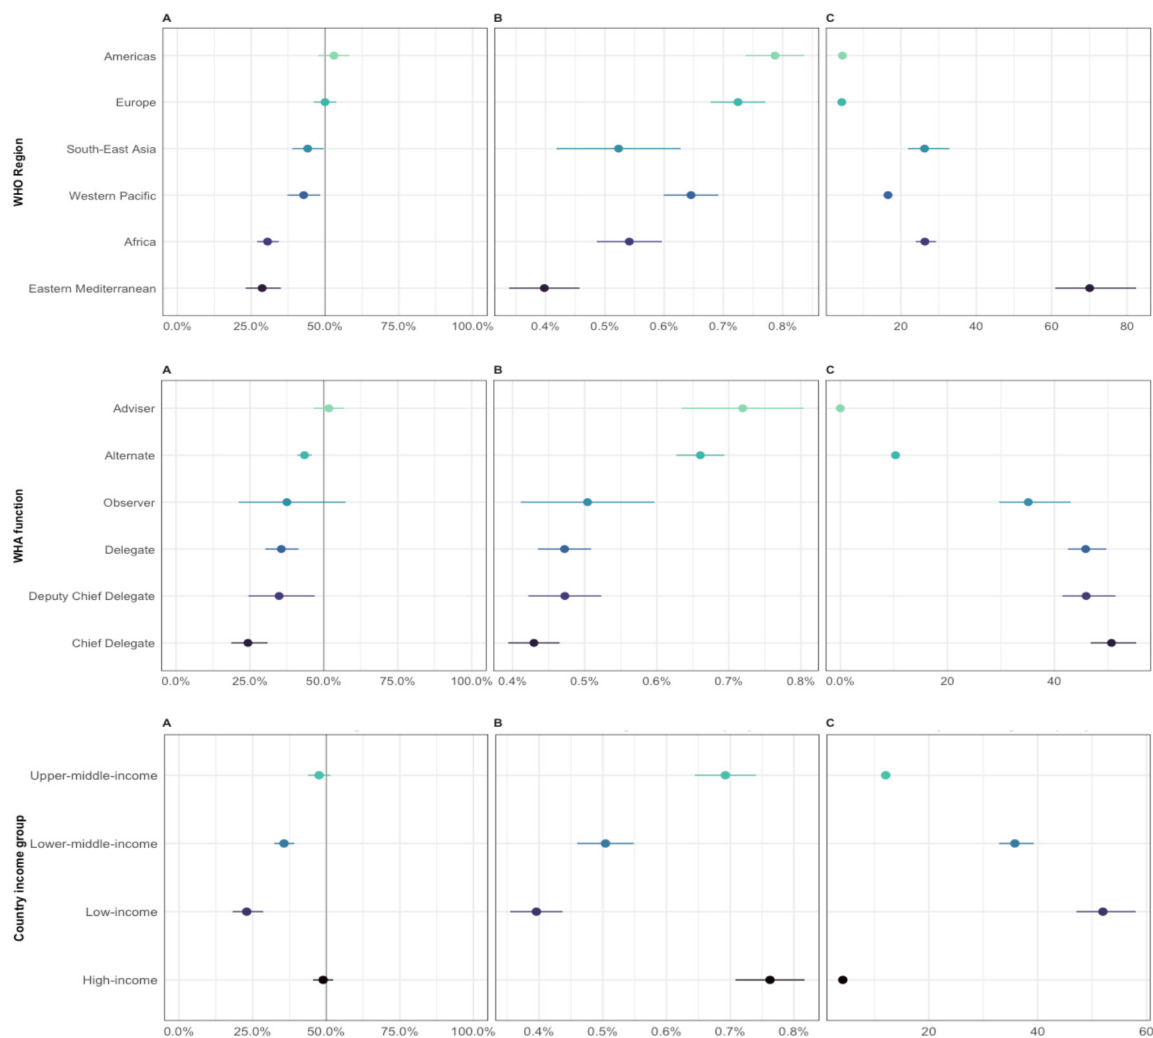 A B C
WHO Region
Americas
Europe
South-East Asia
Western Pacific
Africa
Eastern Mediterranean
0.0% 25.0% 50.0% 75.0% 100.0% 0.4% 0.5% 0.6% 0.7% 0.8% 20 40 60 80
A B C
WHA function
Adviser
Alternate
Observer
Delegate
Deputy Chief Delegate
Chief Delegate
0.0% 25.0% 50.0% 75.0% 100.0% 0.4% 0.5% 0.6% 0.7% 0.8% 0.0% 20 40
A B C
Country income group
Upper-middle-income
Lower-middle-income
Low-income
High-income
0.0% 25.0% 50.0% 75.0% 100.0% 0.4% 0.5% 0.6% 0.7% 0.8% 20 40 60